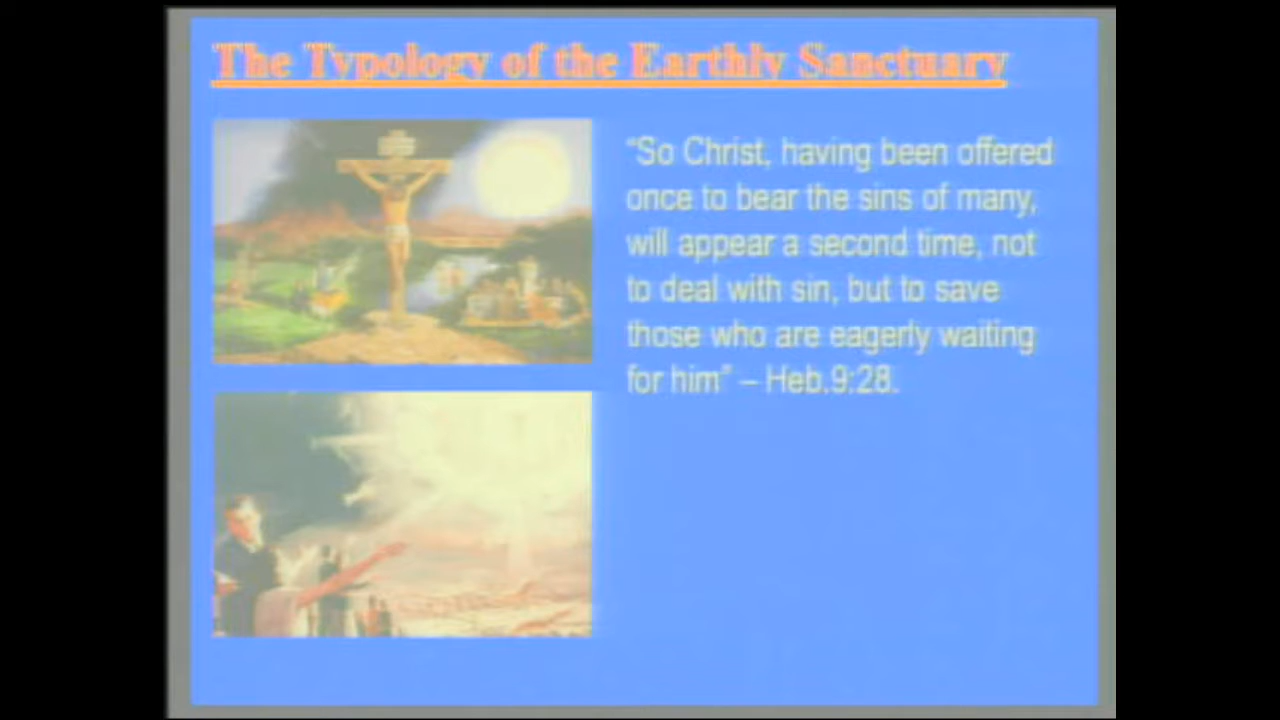 The Typology of the Earthly Sanctuary
“So Christ, having been offered
once to bear the sins of many,
will appear a second time, not
to deal with sin, but to save
those who are eagerly waiting
for him” – Heb.9:28.